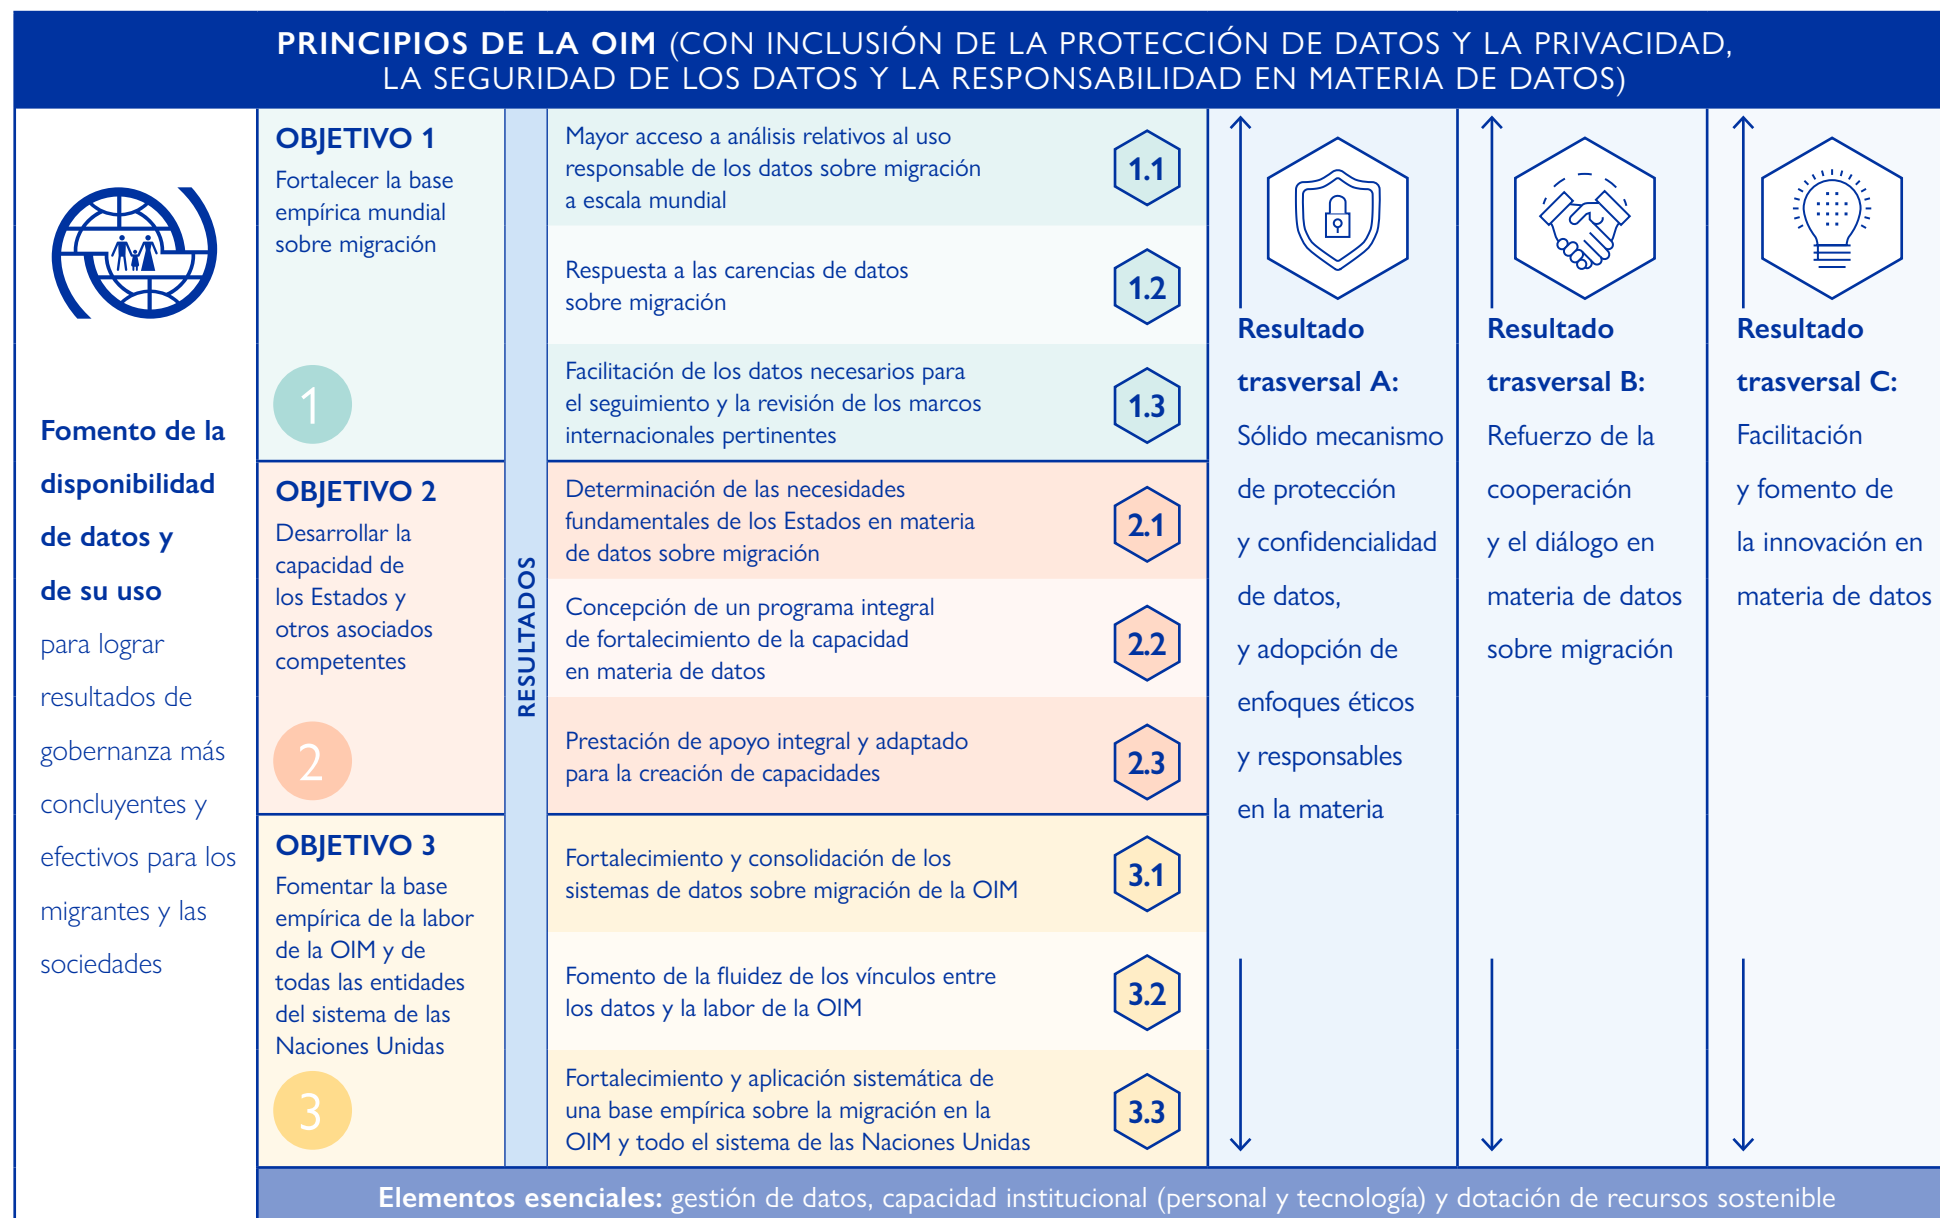 PRINCIPIOS DE LA OIM (CON INCLUSIÓN DE LA PROTECCIÓN DE DATOS Y LA PRIVACIDAD,
LA SEGURIDAD DE LOS DATOS Y LA RESPONSABILIDAD EN MATERIA DE DATOS)
Fomento de la
disponibilidad
de datos y
de su uso
para lograr
resultados de
gobernanza más
concluyentes y
efectivos para los
migrantes y las
sociedades
OBJETIVO 1
Fortalecer la base
empírica mundial
sobre migración
1
OBJETIVO 2
Desarrollar la
capacidad de
los Estados y
otros asociados
competentes
2
OBJETIVO 3
Fomentar la base
empírica de la labor
de la OIM y de
todas las entidades
del sistema de las
Naciones Unidas
3
RESULTADOS
Mayor acceso a análisis relativos al uso
responsable de los datos sobre migración
a escala mundial
1.1
Respuesta a las carencias de datos
sobre migración
1.2
Facilitación de los datos necesarios para
el seguimiento y la revisión de los marcos
internacionales pertinentes
1.3
Determinación de las necesidades
fundamentales de los Estados en materia
de datos sobre migración
2.1
Concepción de un programa integral
de fortalecimiento de la capacidad
en materia de datos
2.2
Prestación de apoyo integral y adaptado
para la creación de capacidades
2.3
Fortalecimiento y consolidación de los
sistemas de datos sobre migración de la OIM
3.1
Fomento de la fluidez de los vínculos entre
los datos y la labor de la OIM
3.2
Fortalecimiento y aplicación sistemática de
una base empírica sobre la migración en la
OIM y todo el sistema de las Naciones Unidas
3.3
Resultado
trasversal A:
Sólido mecanismo
de protección
y confidencialidad
de datos,
y adopción de
enfoques éticos
y responsables
en la materia
Resultado
trasversal B:
Refuerzo de la
cooperación
y el diálogo en
materia de datos
sobre migración
Resultado
trasversal C:
Facilitación
y fomento de
la innovación en
materia de datos
Elementos esenciales: gestión de datos, capacidad institucional (personal y tecnología) y dotación de recursos sostenible